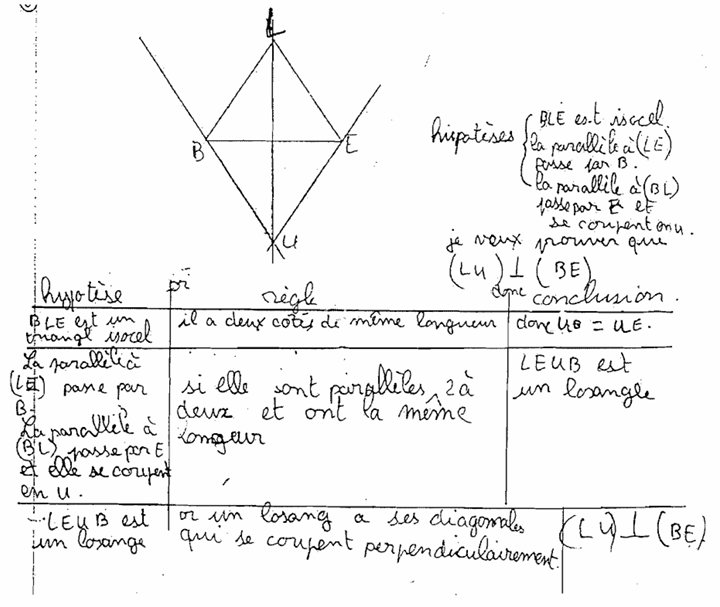 L
B
E
U
hispotèses
BLE est isocel.
la parallèle à (LE)
passe par B.
la parallèle à (BL)
passe par E et
se coupent en u.
je veux prouver que
(LU) ⊥ (BE)
hypotèse
or
règle
donc
conclusion.
BLE est un
triangl isocel
il a deux cotés de même longueur
donc UB = UE.
La parallèle à
(LE) passe par
B.
La parallèle à
(BL) passe par E
et elle se coupent
en U.
si elle sont parallèles 2 à
deux et ont la même
longeur
LEUB est
un losangle
LEUB est
un losange
or un losang a ses diagonales
qui se coupent perpendiculairement.
(LU) ⊥ (BE)